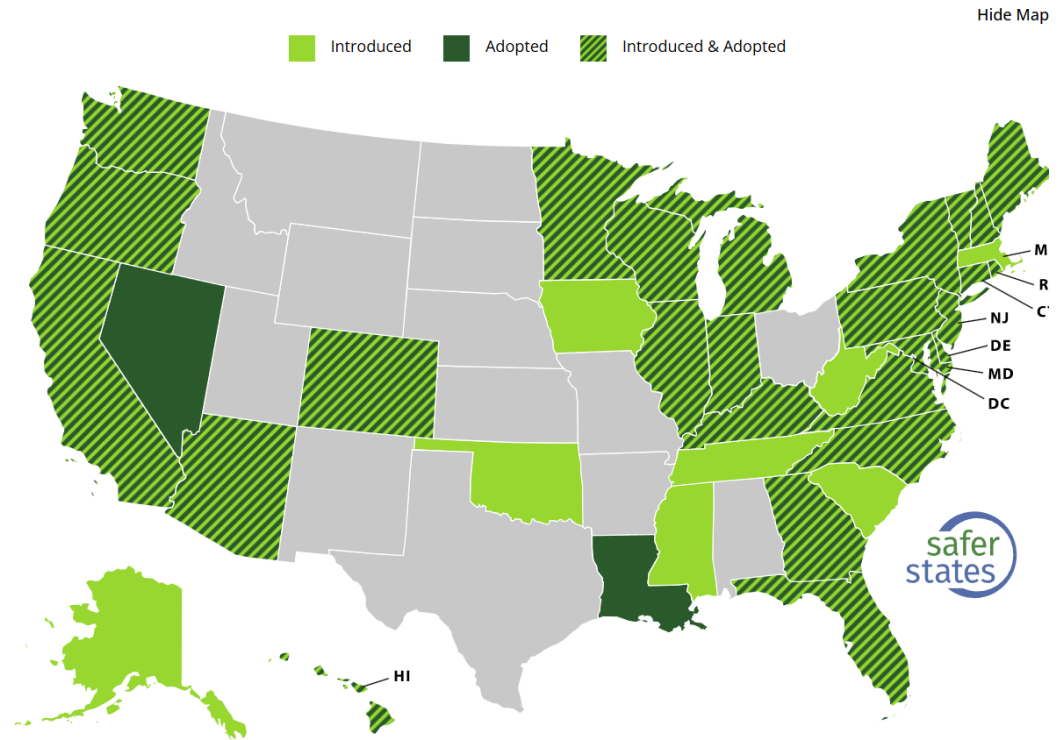 Hide Map
Introduced
Adopted
Introduced & Adopted
M
R
C
NJ
DE
MD
DC
safer
states
HI